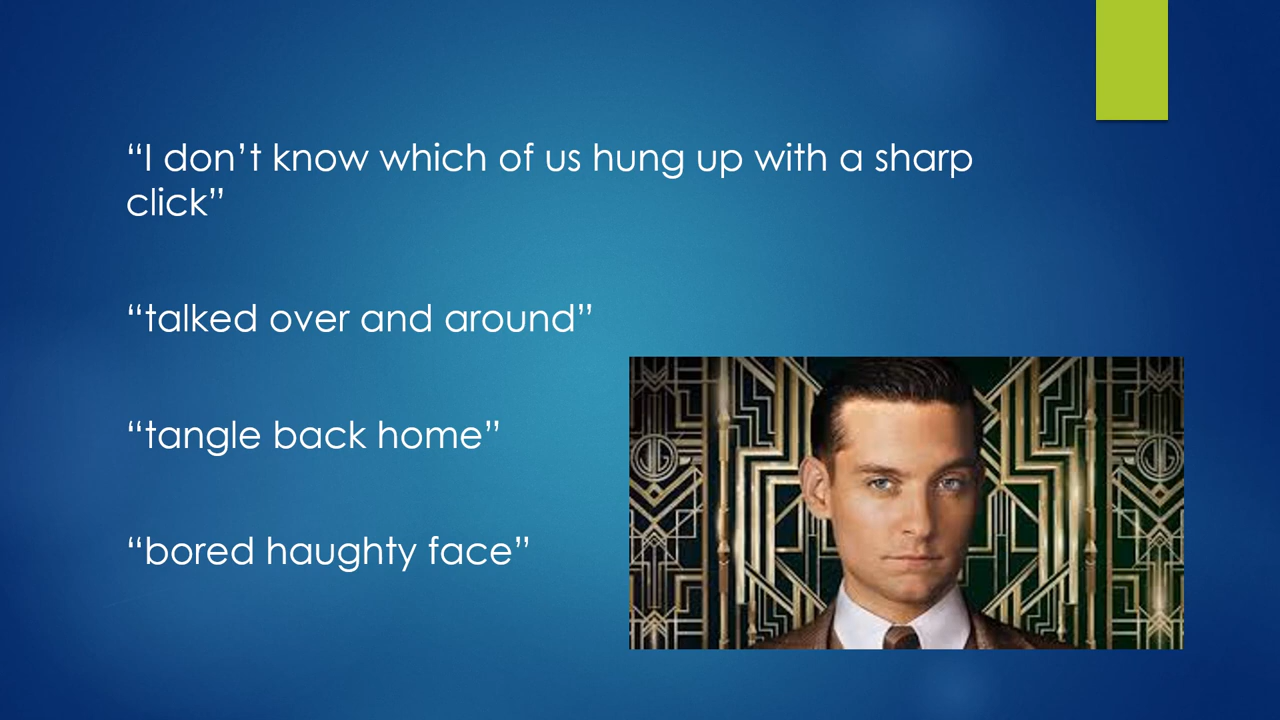 “I don’t know which of us hung up with a sharp
click”
“talked over and around”
“tangle back home”
“bored haughty face”